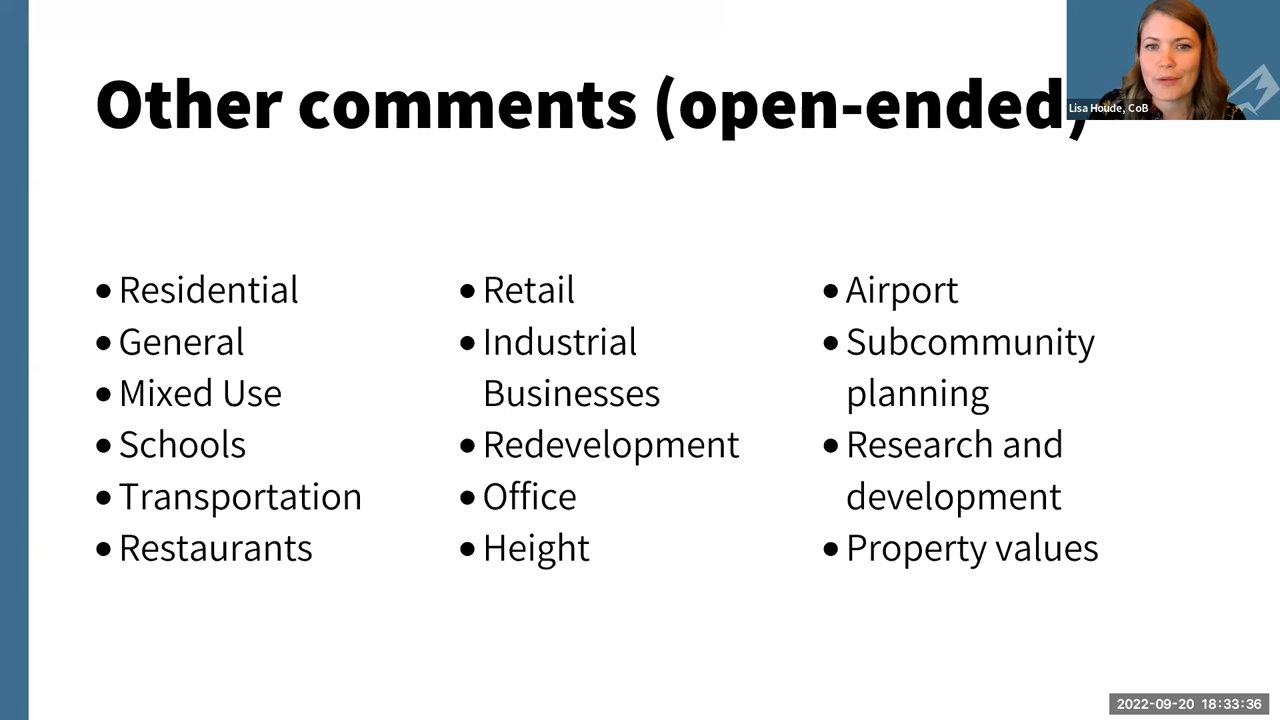 Other comments (open-ended)
Lisa Houde, CoB
• Residential
• General
• Mixed Use
• Schools
• Transportation
• Restaurants
• Retail
• Industrial
Businesses
• Redevelopment
• Office
• Height
• Airport
• Subcommunity
planning
• Research and
development
• Property values
2022-09-20 18:33:36